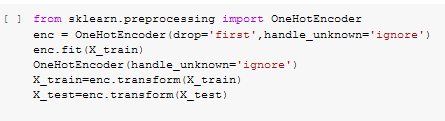 [ ] from sklearn.preprocessing import OneHotEncoder
enc = OneHotEncoder(drop='first',handle_unknown='ignore')
enc.fit(X_train)
OneHotEncoder(handle_unknown='ignore')
X_train=enc.transform(X_train)
X_test=enc.transform(X_test)